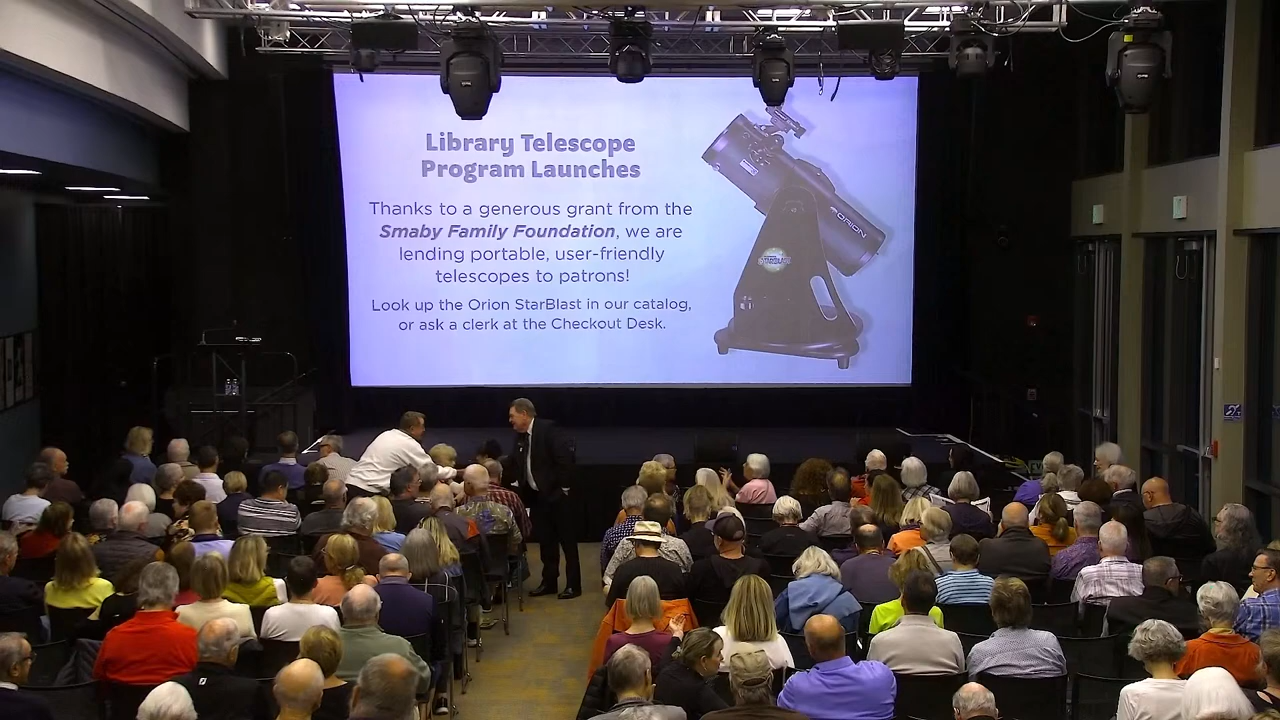 Library Telescope
Program Launches
Thanks to a generous grant from the
Smaby Family Foundation, we are
lending portable, user-friendly
telescopes to patrons!
Look up the Orion StarBlast in our catalog,
or ask a clerk at the Checkout Desk.
ORION
STARBLAST